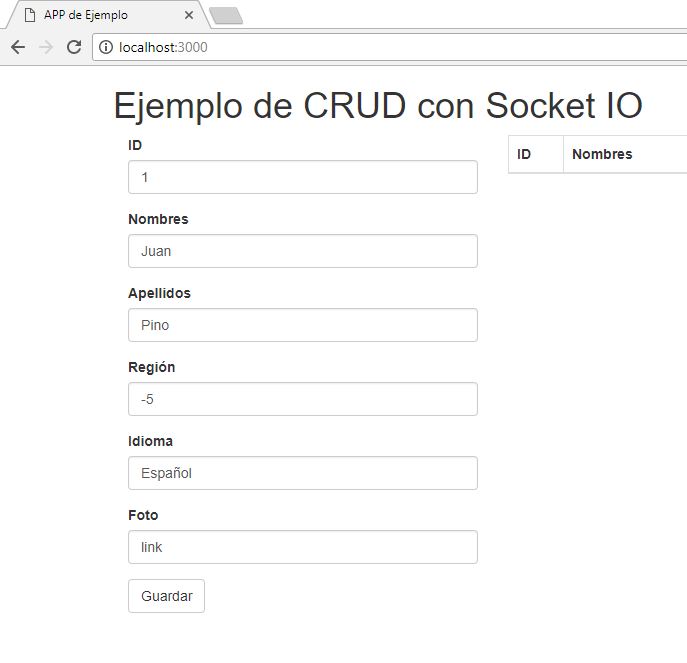 APP de Ejemplo
localhost:3000
Ejemplo de CRUD con Socket IO
ID
1
Nombres
Juan
Apellidos
Pino
Región
-5
Idioma
Español
Foto
link
Guardar
ID Nombres